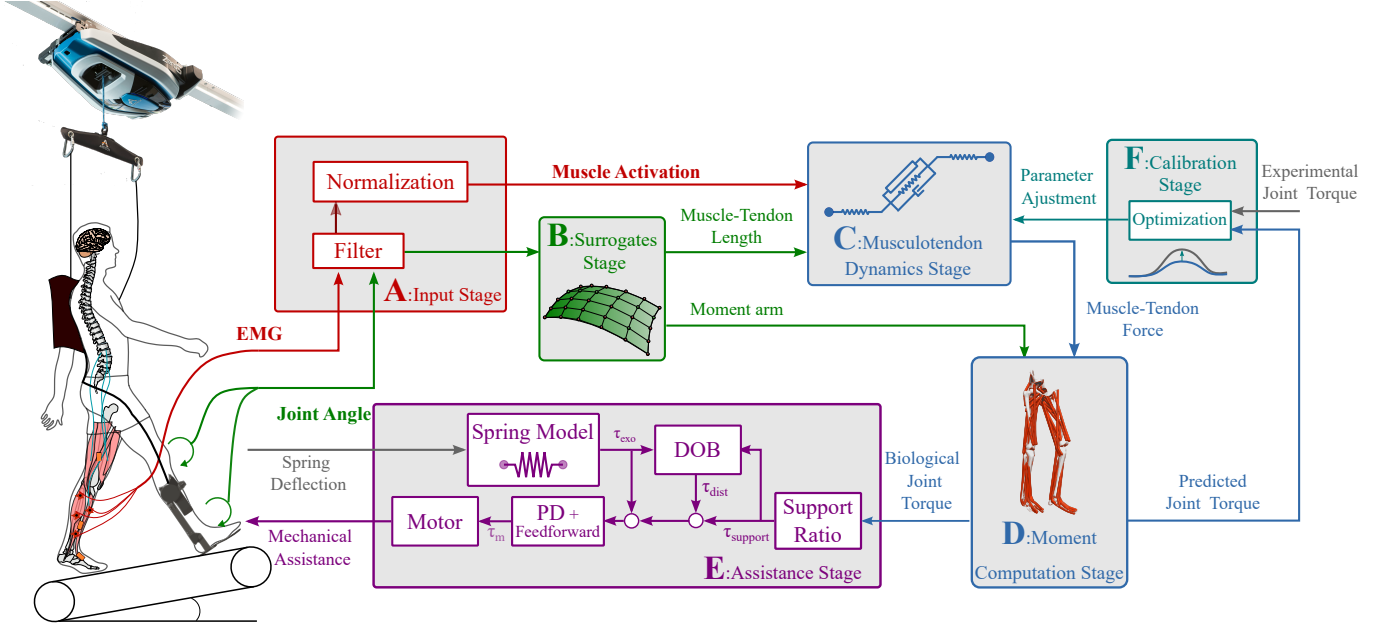 Normalization
Filter
A:Input Stage
EMG
Joint Angle
Muscle Activation
B:Surrogates
Stage
Muscle-Tendon
Length
Moment arm
C:Musculotendon
Dynamics Stage
Parameter
Ajustment
F:Calibration
Stage
Optimization
Experimental
Joint Torque
Muscle-Tendon
Force
D:Moment
Computation Stage
Predicted
Joint Torque
Biological
Joint
Torque
Spring
Deflection
Spring Model
τexo
DOB
τdist
Support
Ratio
τsupport
PD +
Feedforward
τm
Motor
E:Assistance Stage
Mechanical
Assistance